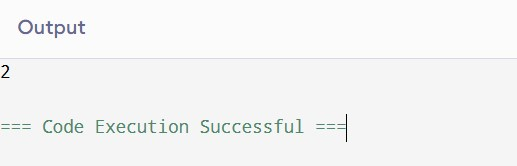 Output
2
=== Code Execution Successful ===